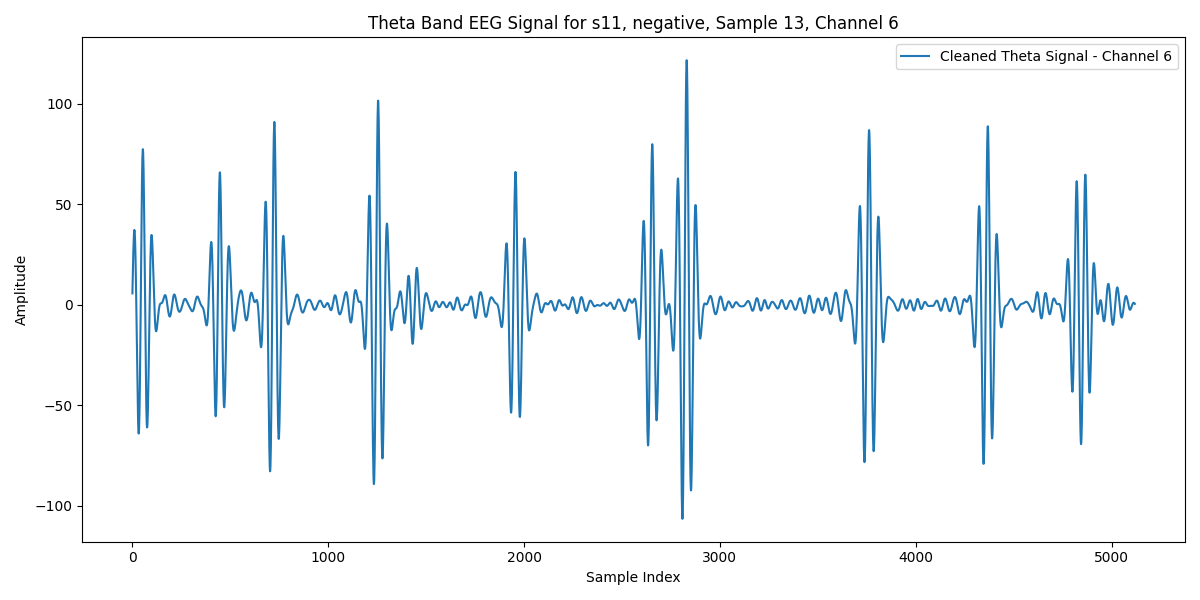 Theta Band EEG Signal for s11, negative, Sample 13, Channel 6
Cleaned Theta Signal - Channel 6
Amplitude
100
50
0
−50
−100
0 1000 2000 3000 4000 5000
Sample Index